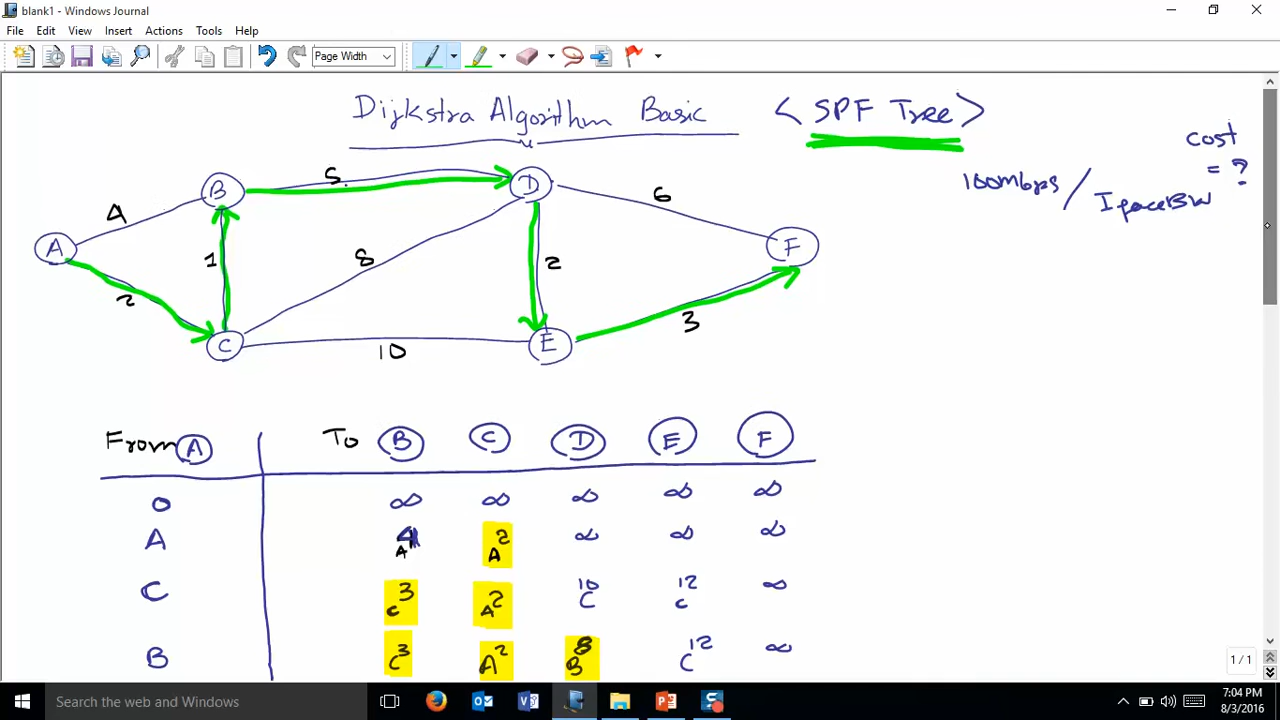 blank1 - Windows Journal
File Edit View Insert Actions Tools Help
Page Width
Dijkstra Algorithm Basic < SPF Tree >
cost
= ?
100Mbps / IfaceBW
B 5 D
4 6
A 1 8 2 F
2 3
C 10 E
From A To B C D E F
0 ∞ ∞ ∞ ∞ ∞
A 4 A 2 A ∞ ∞ ∞
C 3 C 2 A 10 C 12 C ∞
B 3 C 2 A 8 B 12 C ∞
1 / 1
Search the web and Windows
7:04 PM
8/3/2016